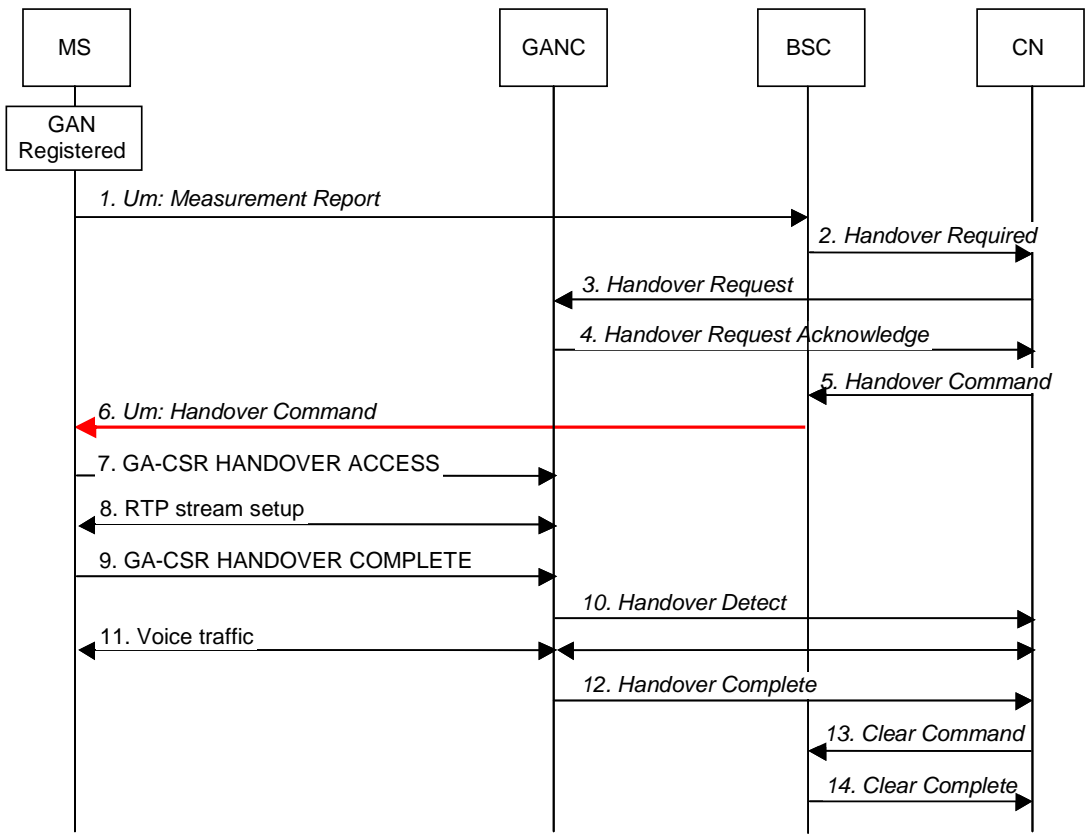 MS
GANC
BSC
CN
GAN
Registered
1. Um: Measurement Report
2. Handover Required
3. Handover Request
4. Handover Request Acknowledge
5. Handover Command
6. Um: Handover Command
7. GA-CSR HANDOVER ACCESS
8. RTP stream setup
9. GA-CSR HANDOVER COMPLETE
10. Handover Detect
11. Voice traffic
12. Handover Complete
13. Clear Command
14. Clear Complete